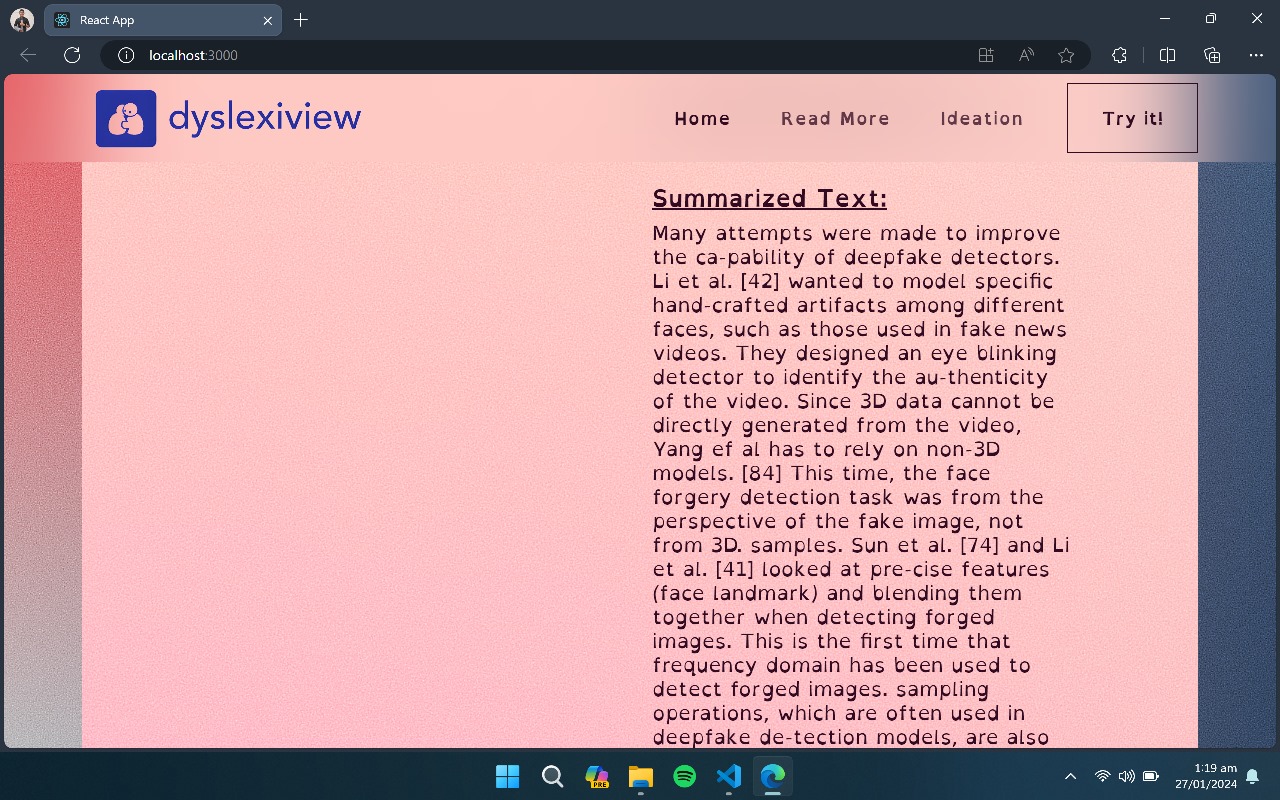 React App
localhost:3000
dyslexiview
Home
Read More
Ideation
Try it!
Summarized Text:
Many attempts were made to improve
the ca-pability of deepfake detectors.
Li et al. [42] wanted to model specific
hand-crafted artifacts among different
faces, such as those used in fake news
videos. They designed an eye blinking
detector to identify the au-thenticity
of the video. Since 3D data cannot be
directly generated from the video,
Yang ef al has to rely on non-3D
models. [84] This time, the face
forgery detection task was from the
perspective of the fake image, not
from 3D. samples. Sun et al. [74] and Li
et al. [41] looked at pre-cise features
(face landmark) and blending them
together when detecting forged
images. This is the first time that
frequency domain has been used to
detect forged images. sampling
operations, which are often used in
deepfake de-tection models, are also
PRE
1:19 am
27/01/2024